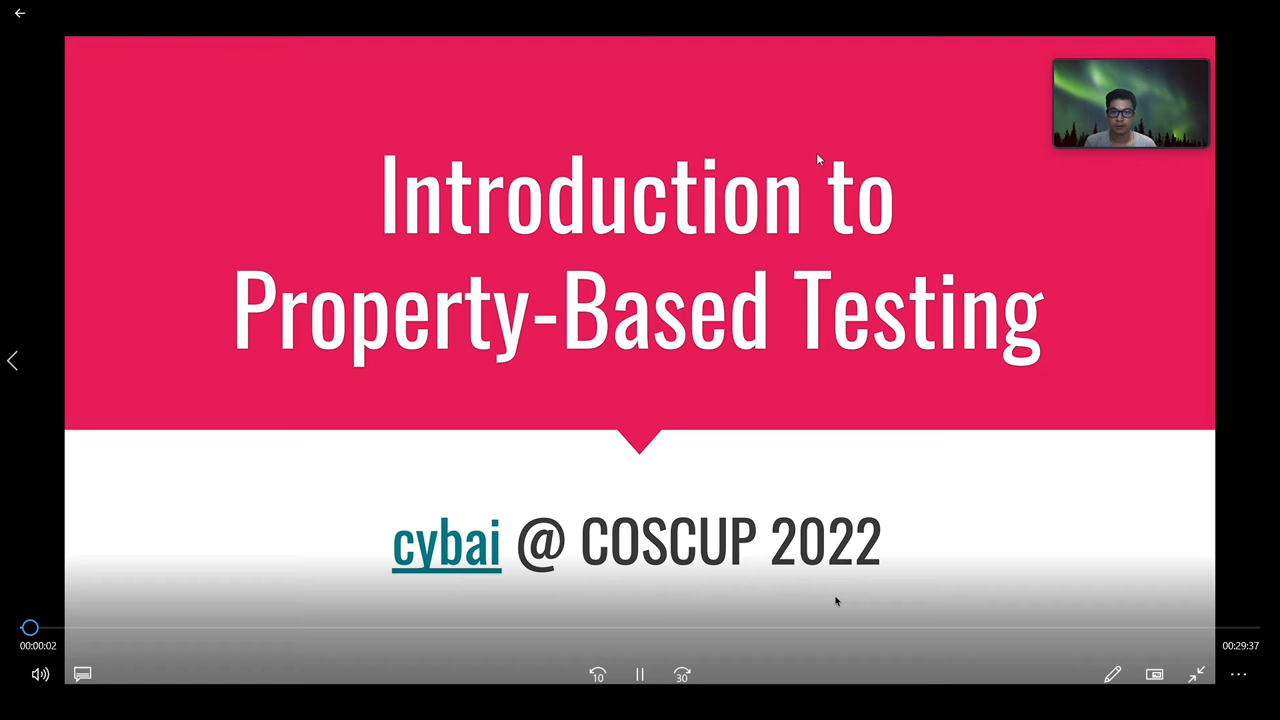 Introduction to
Property-Based Testing
cybai @ COSCUP 2022
00:00:02
00:29:37
10
30